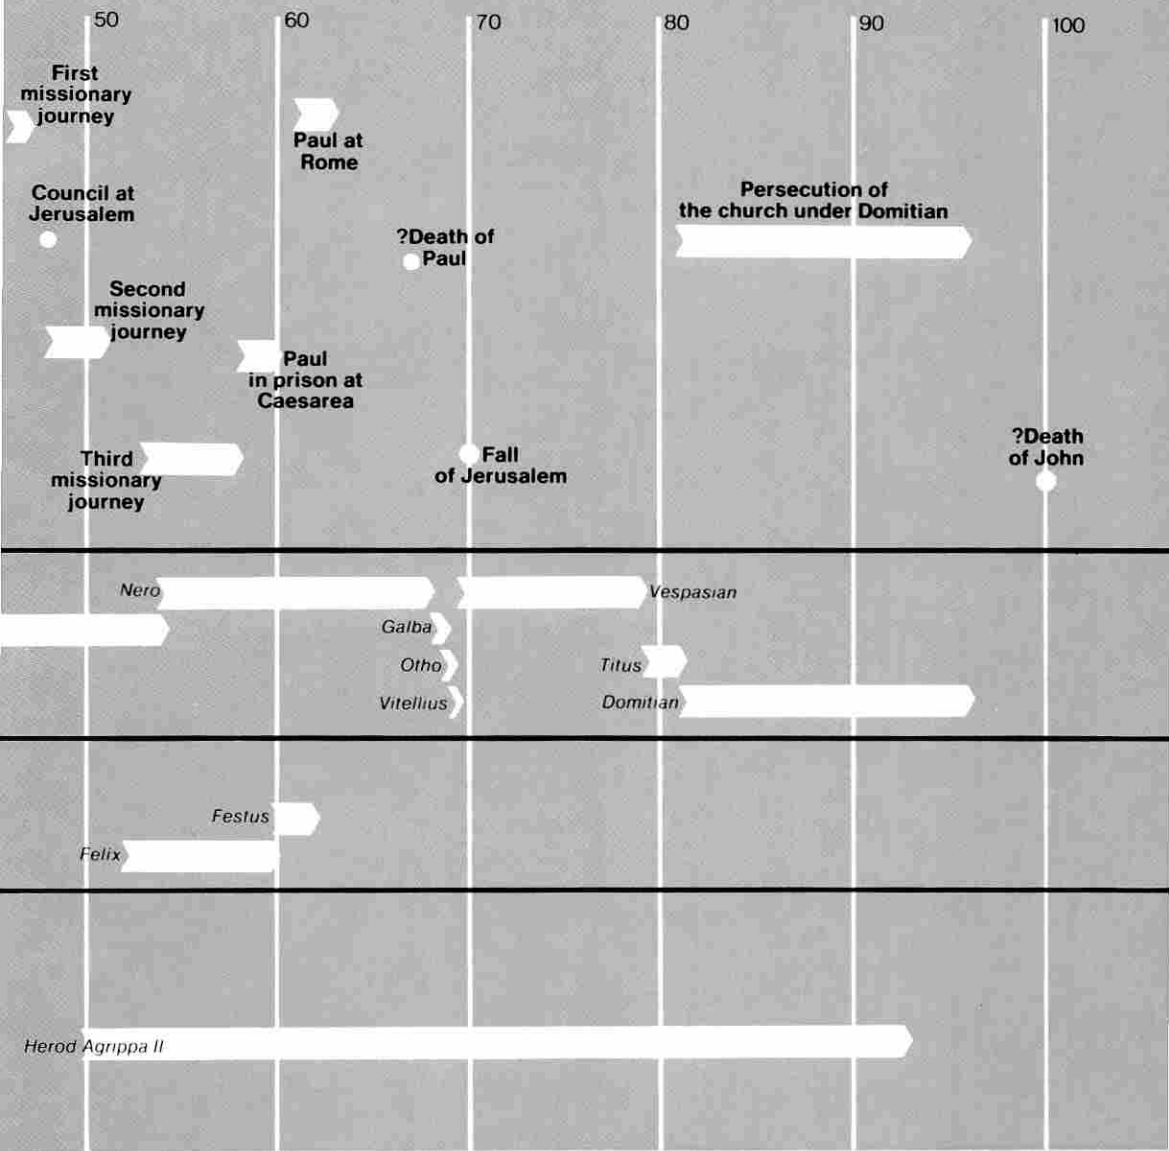 50 60 70 80 90 100
First
missionary
journey
Paul at
Rome
Council at
Jerusalem
Persecution of
the church under Domitian
?Death of
Paul
Second
missionary
journey
Paul
in prison at
Caesarea
Third
missionary
journey
Fall
of Jerusalem
?Death
of John
Nero
Vespasian
Galba
Otho
Titus
Vitellius
Domitian
Festus
Felix
Herod Agrippa II